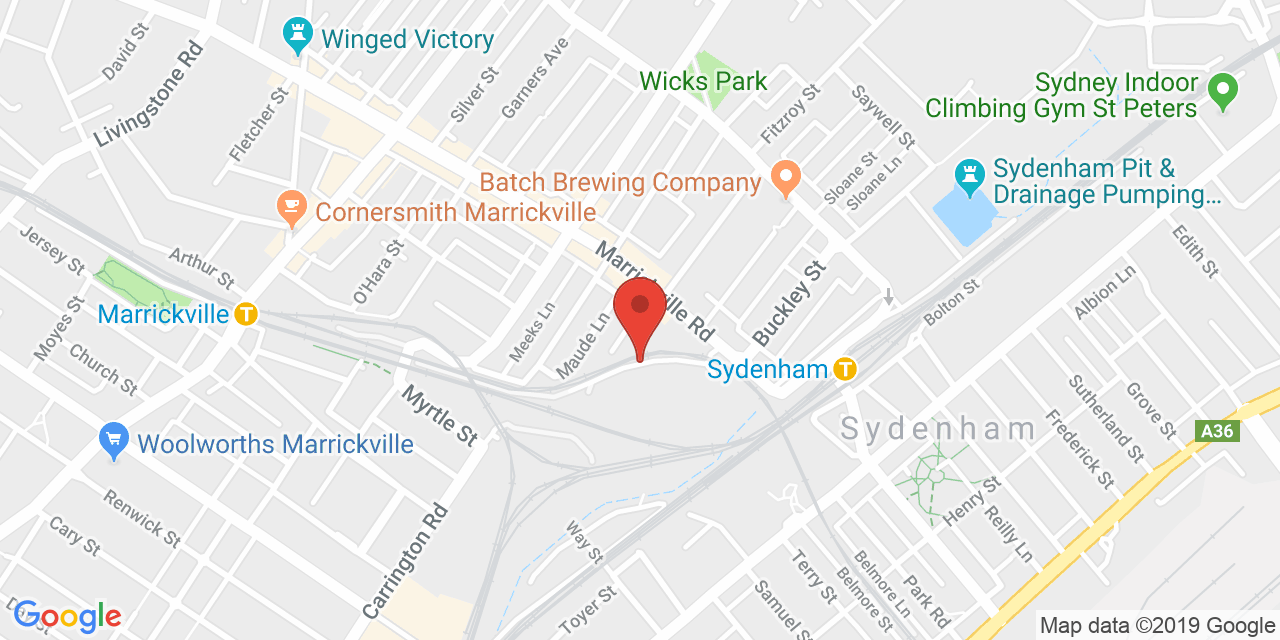 David St
Livingstone Rd
Winged Victory
Fletcher St
Silver St
Garners Ave
Wicks Park
Fitzroy St
Saywell St
Sydney Indoor
Climbing Gym St Peters
Batch Brewing Company
Sloane St
Sloane Ln
Sydenham Pit &
Drainage Pumping...
Cornersmith Marrickville
Jersey St
Arthur St
O'Hara St
Marrickville Rd
Edith St
Marrickville
T
Moyes St
Church St
Meeks Ln
Maude Ln
Buckley St
Bolton St
Albion Ln
Sydenham
T
Myrtle St
Sydenham
Sutherland St
Grove St
Frederick St
A36
Woolworths Marrickville
Renwick St
Cary St
Carrington Rd
Way St
Henry St
Reilly Ln
Toyer St
Terry St
Samuel St
Belmore Ln
Belmore St
Park Rd
Google
Map data ©2019 Google